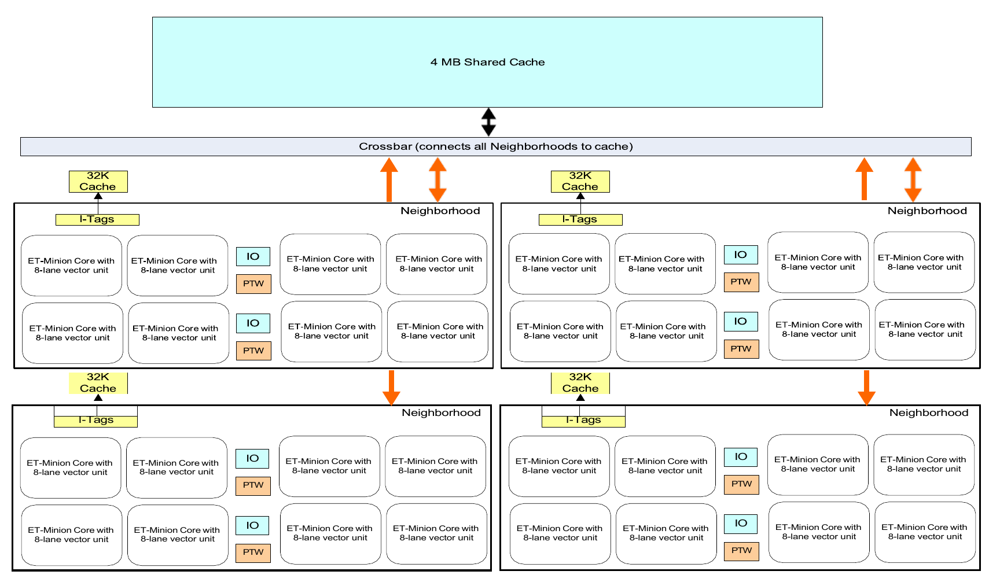 4 MB Shared Cache
Crossbar (connects all Neighborhoods to cache)
32K
Cache
32K
Cache
Neighborhood
I-Tags
ET-Minion Core with
8-lane vector unit
ET-Minion Core with
8-lane vector unit
IO
PTW
ET-Minion Core with
8-lane vector unit
ET-Minion Core with
8-lane vector unit
ET-Minion Core with
8-lane vector unit
ET-Minion Core with
8-lane vector unit
IO
PTW
ET-Minion Core with
8-lane vector unit
ET-Minion Core with
8-lane vector unit
Neighborhood
I-Tags
ET-Minion Core with
8-lane vector unit
ET-Minion Core with
8-lane vector unit
IO
PTW
ET-Minion Core with
8-lane vector unit
ET-Minion Core with
8-lane vector unit
ET-Minion Core with
8-lane vector unit
ET-Minion Core with
8-lane vector unit
IO
PTW
ET-Minion Core with
8-lane vector unit
ET-Minion Core with
8-lane vector unit
32K
Cache
32K
Cache
Neighborhood
I-Tags
ET-Minion Core with
8-lane vector unit
ET-Minion Core with
8-lane vector unit
IO
PTW
ET-Minion Core with
8-lane vector unit
ET-Minion Core with
8-lane vector unit
ET-Minion Core with
8-lane vector unit
ET-Minion Core with
8-lane vector unit
IO
PTW
ET-Minion Core with
8-lane vector unit
ET-Minion Core with
8-lane vector unit
Neighborhood
I-Tags
ET-Minion Core with
8-lane vector unit
ET-Minion Core with
8-lane vector unit
IO
PTW
ET-Minion Core with
8-lane vector unit
ET-Minion Core with
8-lane vector unit
ET-Minion Core with
8-lane vector unit
ET-Minion Core with
8-lane vector unit
IO
PTW
ET-Minion Core with
8-lane vector unit
ET-Minion Core with
8-lane vector unit